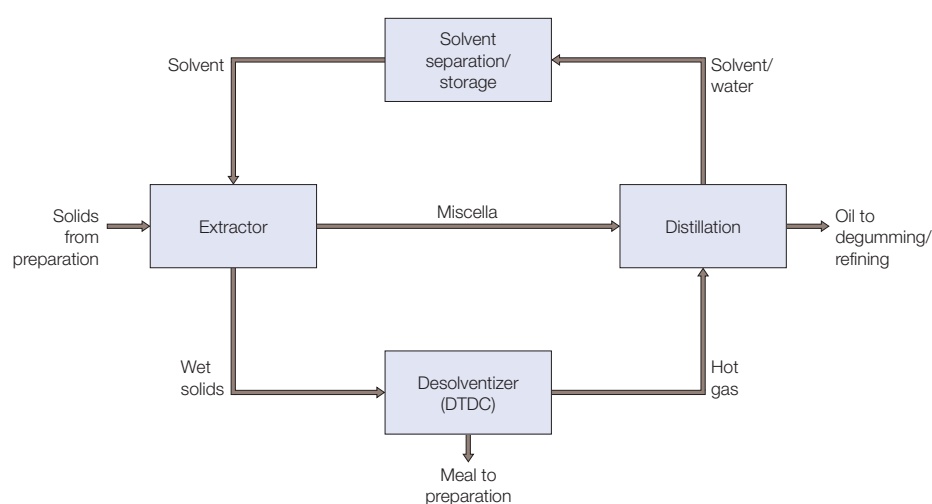 Solvent
separation/
storage
Solvent
Solvent/
water
Solids
from
preparation
Extractor
Miscella
Distillation
Oil to
degumming/
refining
Wet
solids
Desolventizer
(DTDC)
Hot
gas
Meal to
preparation